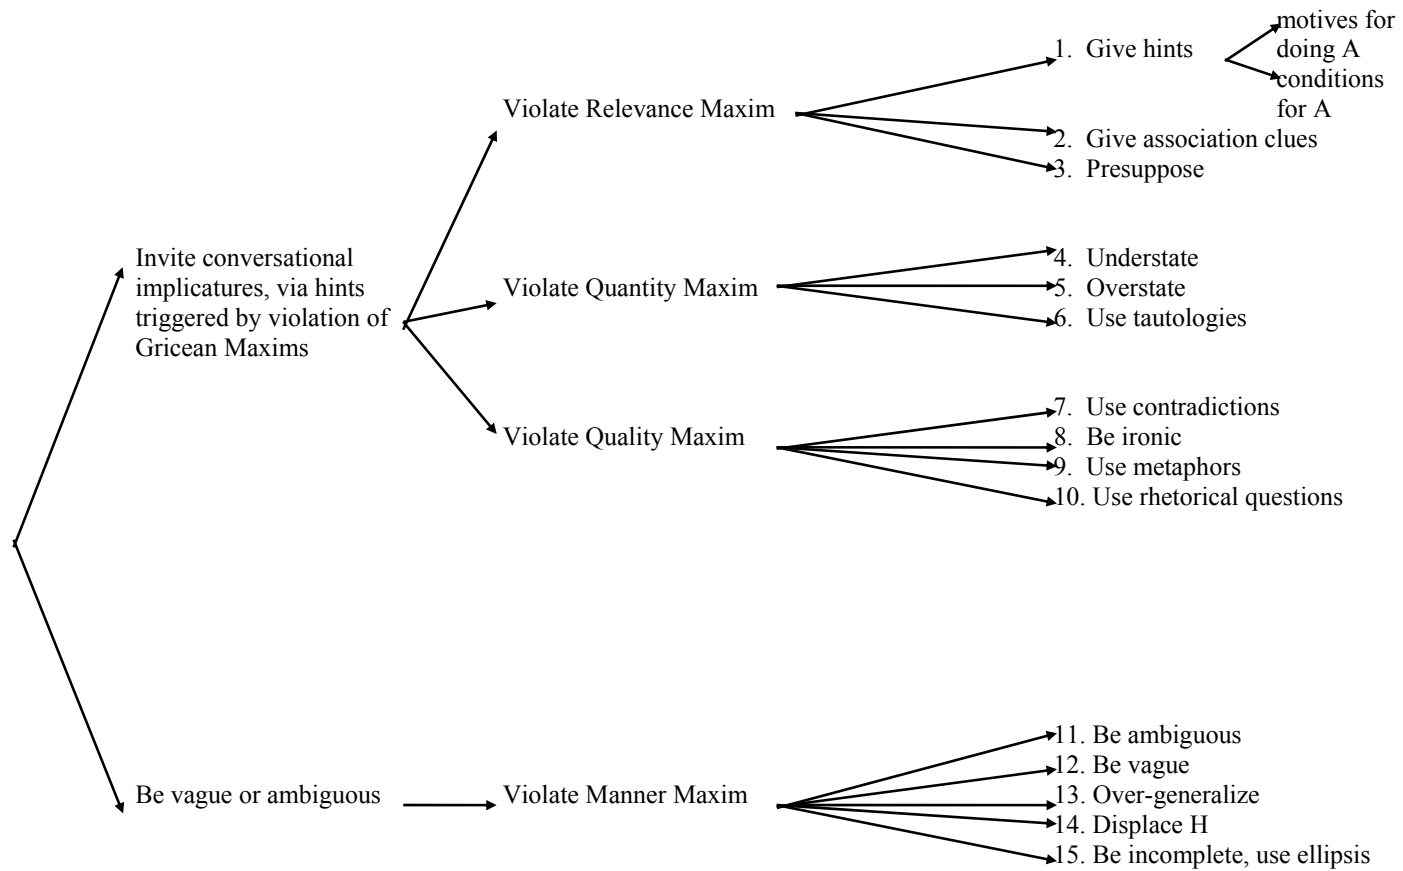 motives for
doing A
conditions
for A
1. Give hints
Violate Relevance Maxim
2. Give association clues
3. Presuppose
Invite conversational
implicatures, via hints
triggered by violation of
Gricean Maxims
Violate Quantity Maxim
4. Understate
5. Overstate
6. Use tautologies
Violate Quality Maxim
7. Use contradictions
8. Be ironic
9. Use metaphors
10. Use rhetorical questions
Be vague or ambiguous
Violate Manner Maxim
11. Be ambiguous
12. Be vague
13. Over-generalize
14. Displace H
15. Be incomplete, use ellipsis